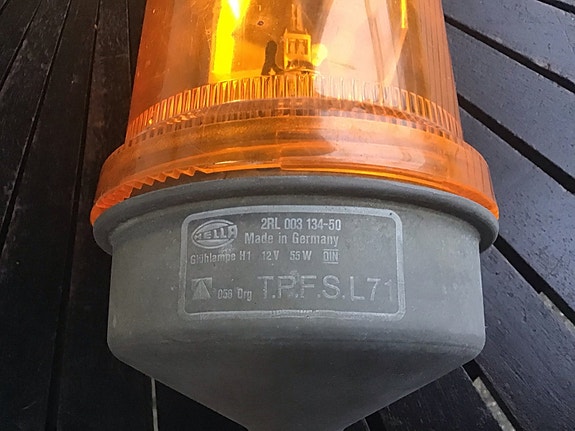 HELLA
2RL 003 134-50
Made in Germany
Glühlampe H1 12V 55W DIN
056 Org T.P.F.S.L71